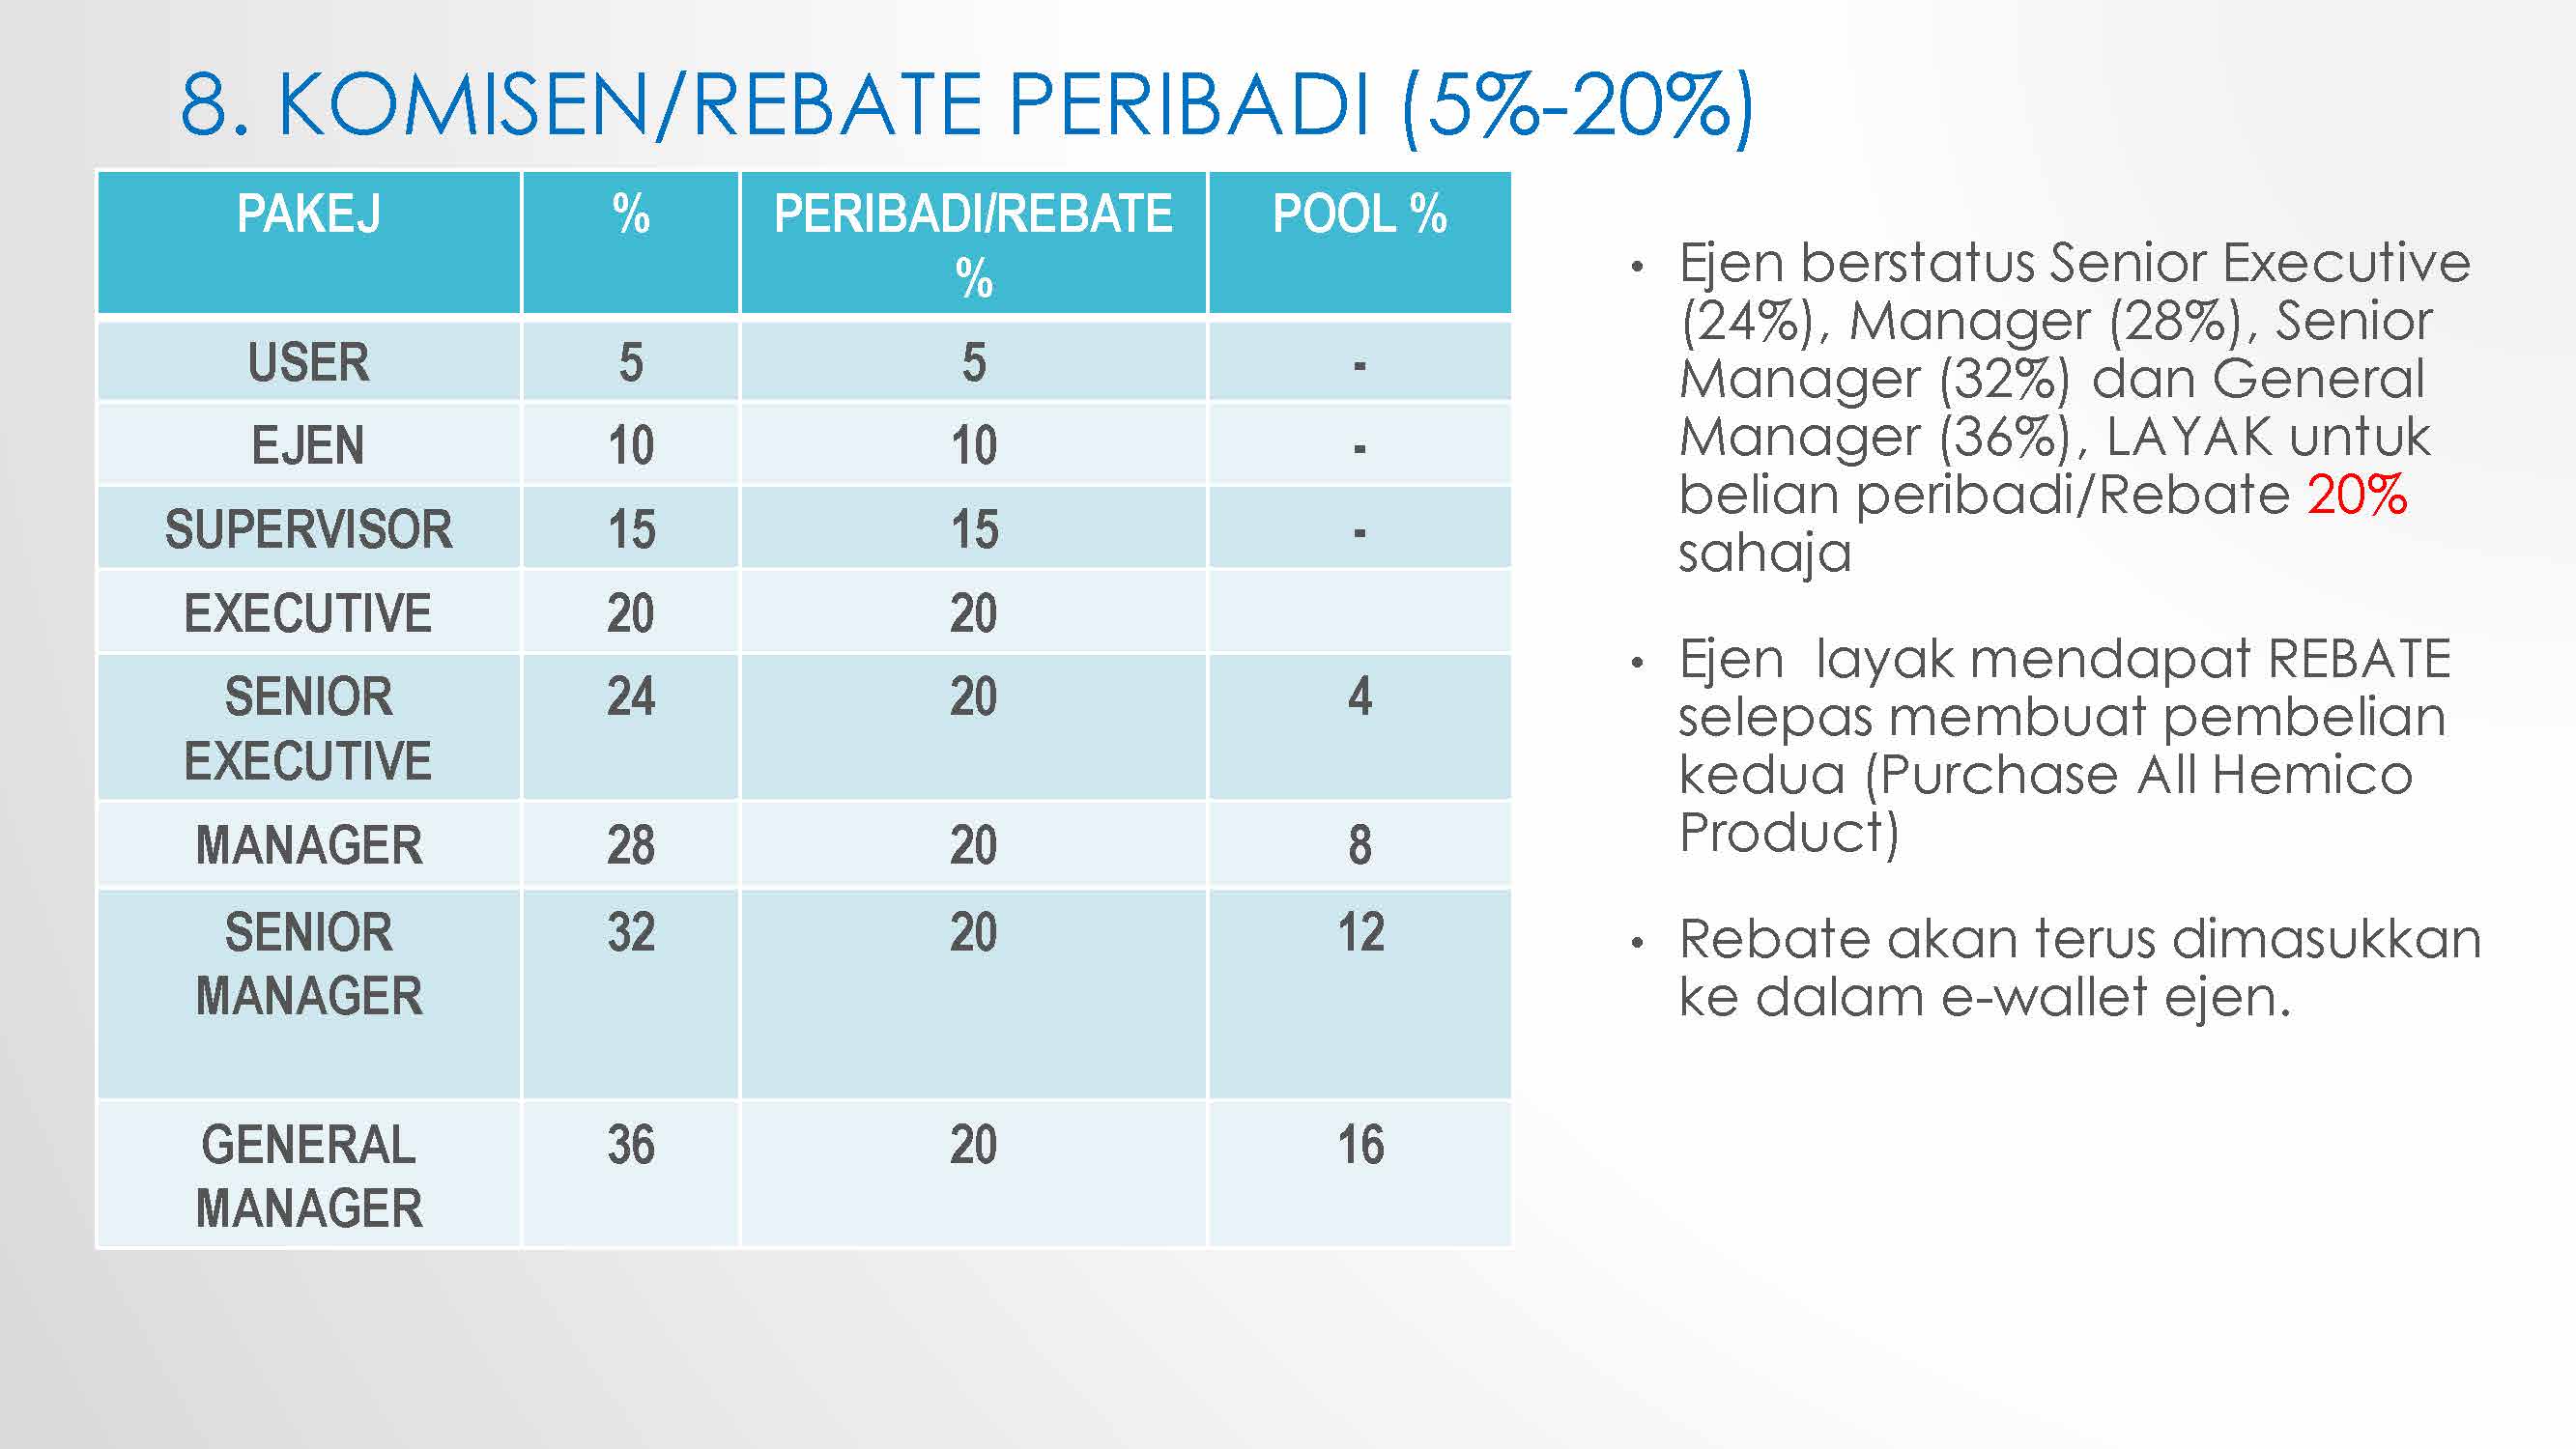 8. KOMISEN/REBATE PERIBADI (5%-20%)
PAKEJ % PERIBADI/REBATE % POOL %
USER 5 5 -
EJEN 10 10 -
SUPERVISOR 15 15 -
EXECUTIVE 20 20
SENIOR EXECUTIVE 24 20 4
MANAGER 28 20 8
SENIOR MANAGER 32 20 12
GENERAL MANAGER 36 20 16
• Ejen berstatus Senior Executive
(24%), Manager (28%), Senior
Manager (32%) dan General
Manager (36%), LAYAK untuk
belian peribadi/Rebate 20%
sahaja
• Ejen layak mendapat REBATE
selepas membuat pembelian
kedua (Purchase All Hemico
Product)
• Rebate akan terus dimasukkan
ke dalam e-wallet ejen.